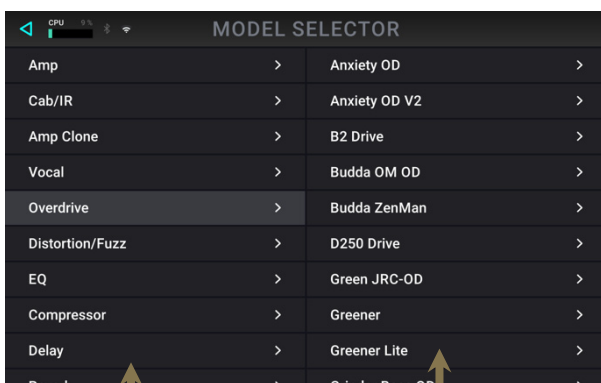 CPU 9% MODEL SELECTOR
Amp > Anxiety OD >
Cab/IR > Anxiety OD V2 >
Amp Clone > B2 Drive >
Vocal > Budda OM OD >
Overdrive > Budda ZenMan >
Distortion/Fuzz > D250 Drive >
EQ > Green JRC-OD >
Compressor > Greener >
Delay > Greener Lite >